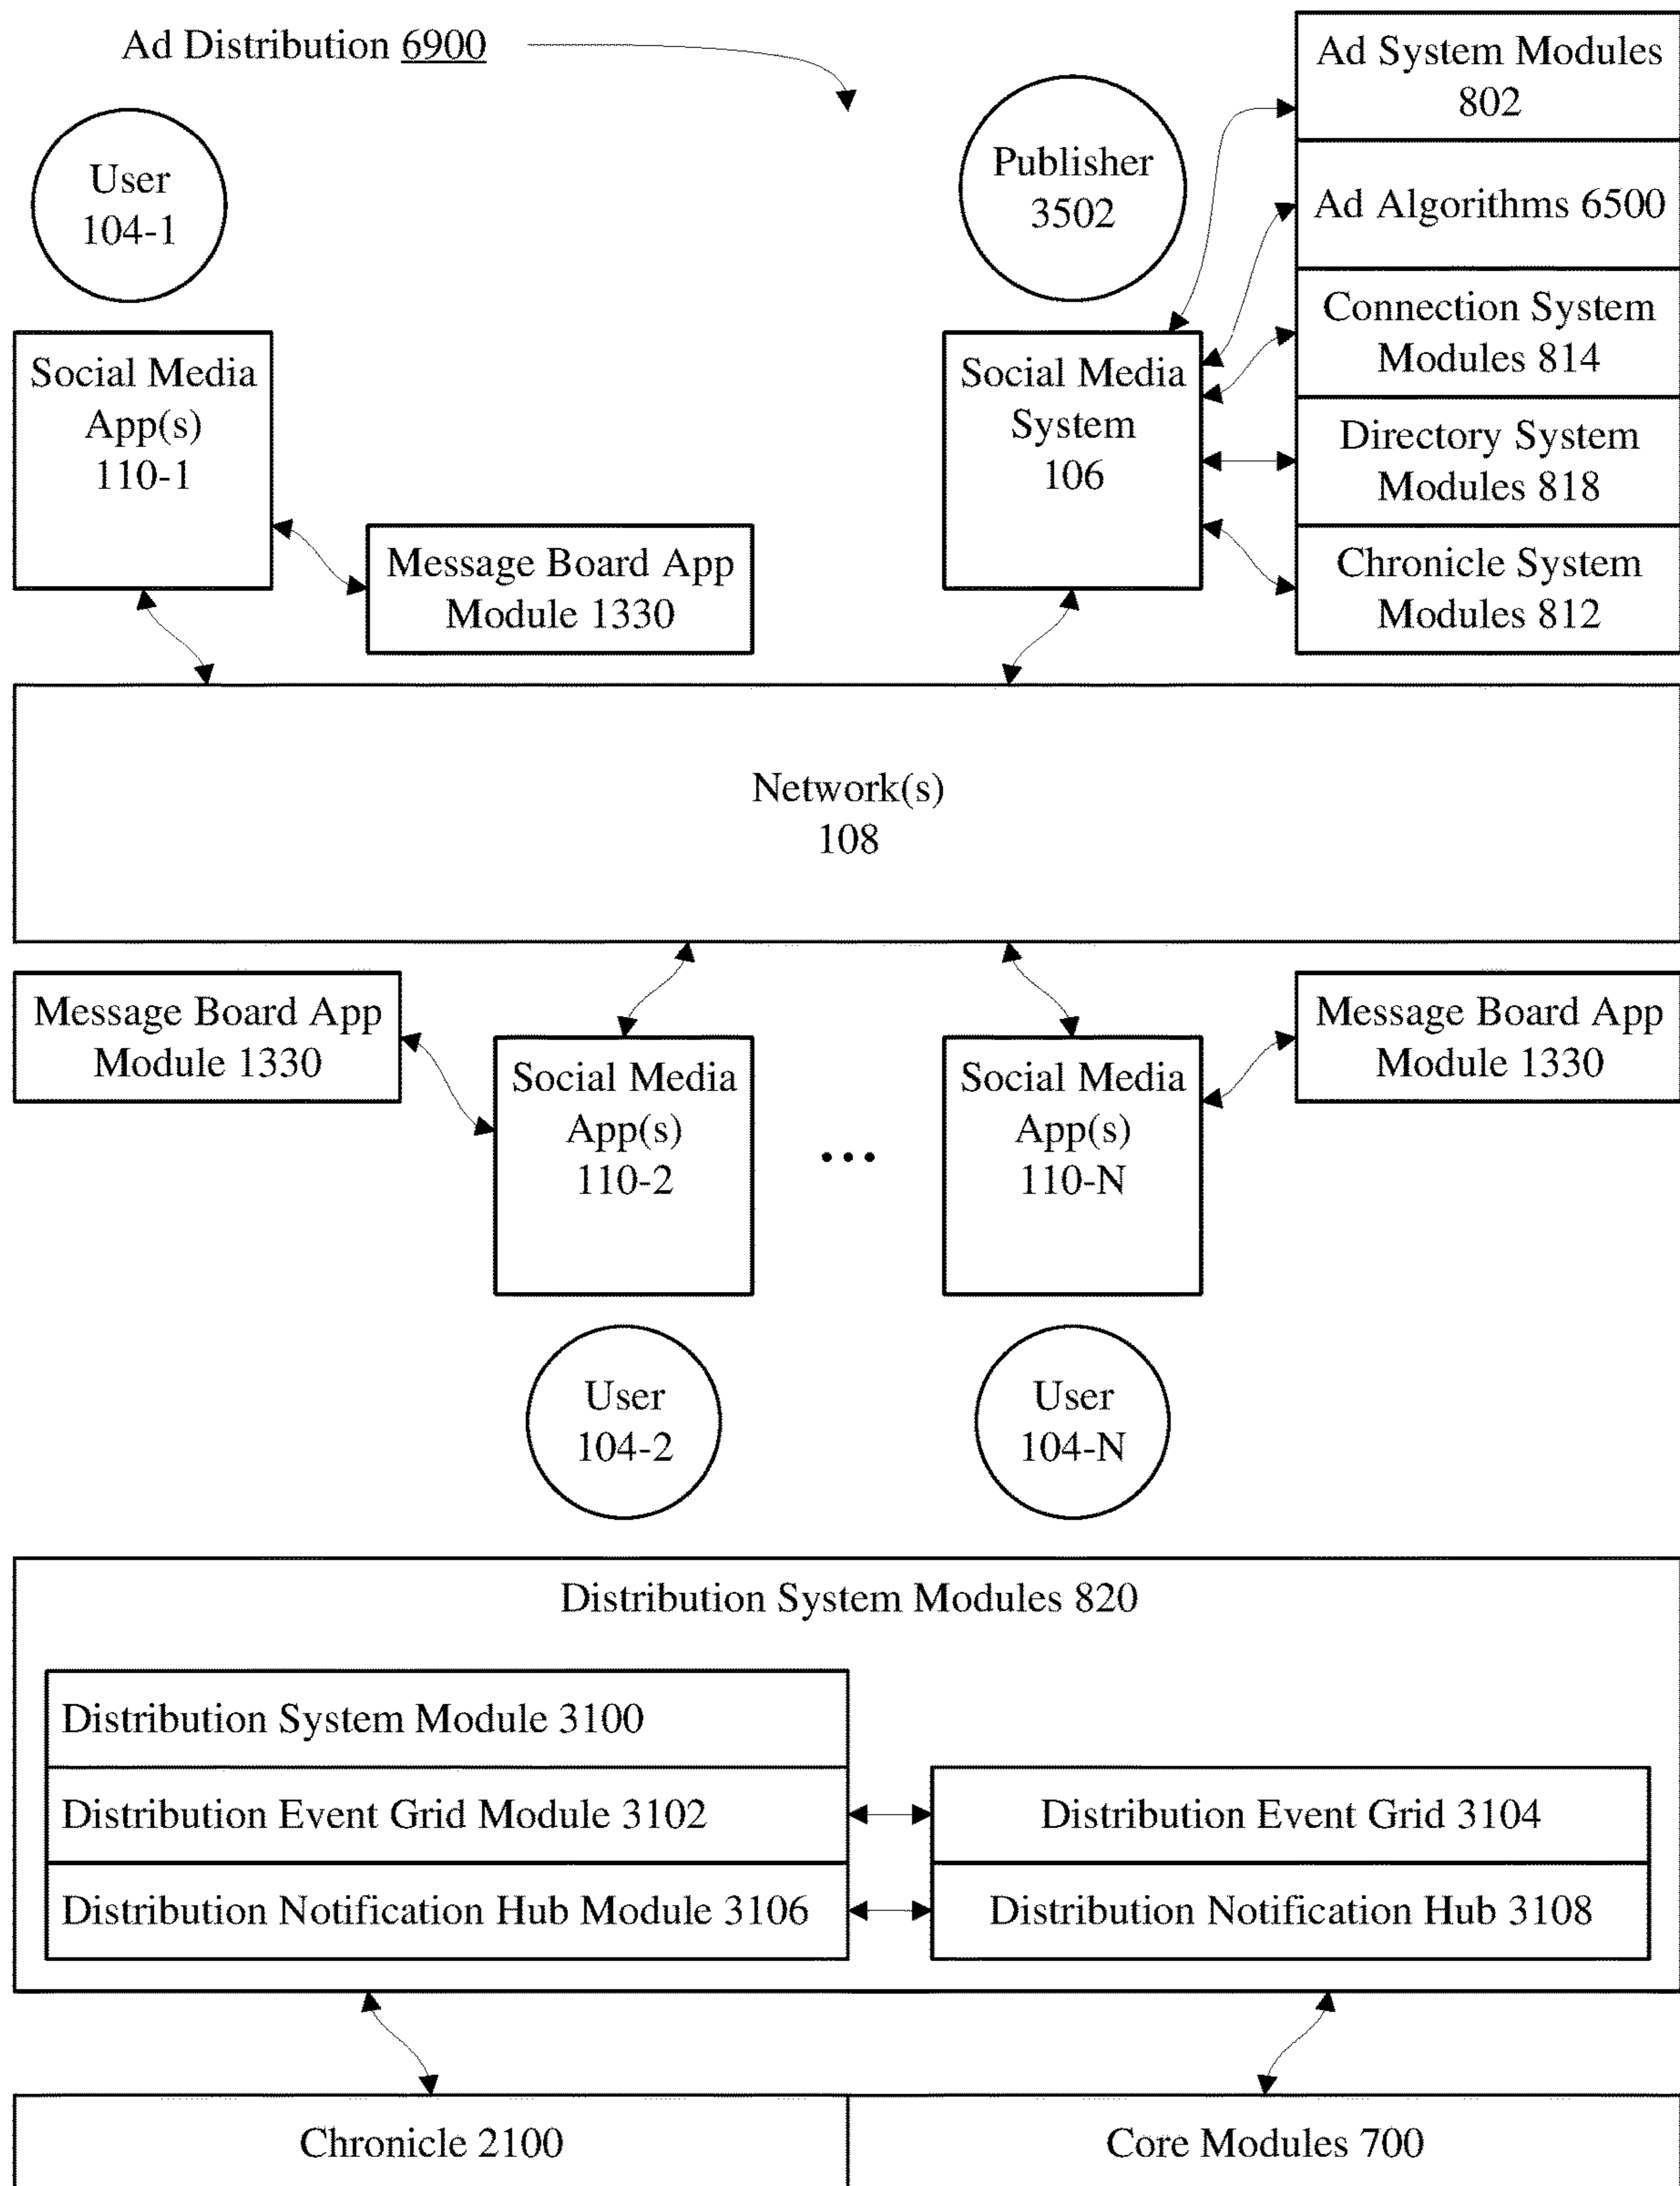 Ad Distribution 6900
User
104-1
Publisher
3502
Ad System Modules
802
Ad Algorithms 6500
Connection System
Modules 814
Directory System
Modules 818
Chronicle System
Modules 812
Social Media
App(s)
110-1
Message Board App
Module 1330
Social Media
System
106
Network(s)
108
Message Board App
Module 1330
Social Media
App(s)
110-2
...
Social Media
App(s)
110-N
Message Board App
Module 1330
User
104-2
User
104-N
Distribution System Modules 820
Distribution System Module 3100
Distribution Event Grid Module 3102
Distribution Event Grid 3104
Distribution Notification Hub Module 3106
Distribution Notification Hub 3108
Chronicle 2100
Core Modules 700